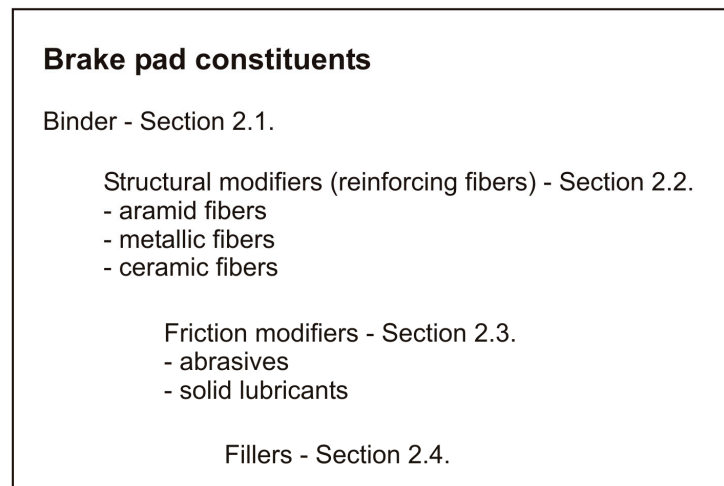 Brake pad constituents
Binder - Section 2.1.
Structural modifiers (reinforcing fibers) - Section 2.2.
- aramid fibers
- metallic fibers
- ceramic fibers
Friction modifiers - Section 2.3.
- abrasives
- solid lubricants
Fillers - Section 2.4.